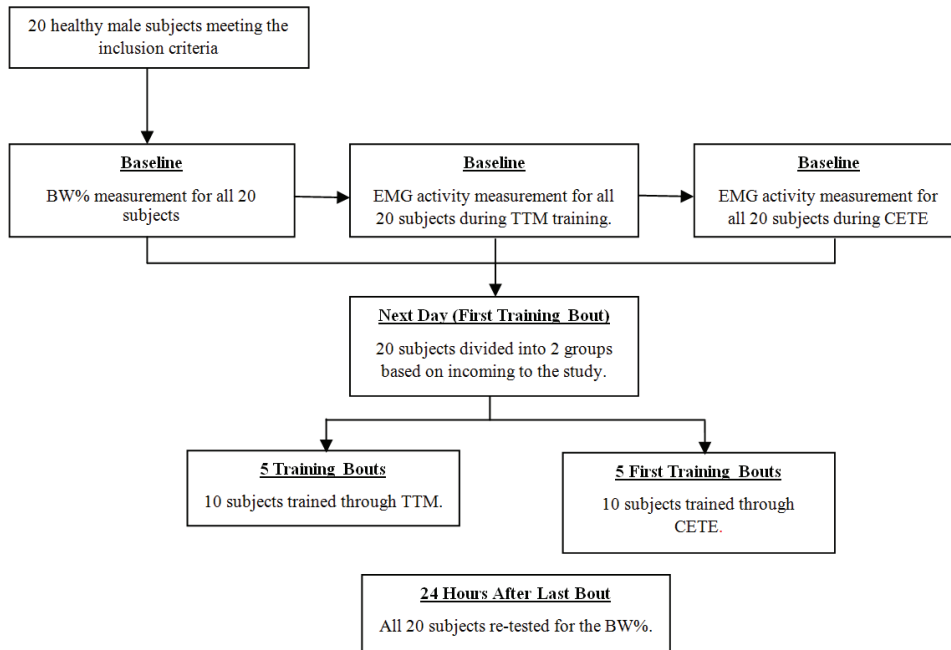 20 healthy male subjects meeting the
inclusion criteria
Baseline
BW% measurement for all 20
subjects
Baseline
EMG activity measurement for all
20 subjects during TTM training.
Baseline
EMG activity measurement for
all 20 subjects during CETE
Next Day (First Training Bout)
20 subjects divided into 2 groups
based on incoming to the study.
5 Training Bouts
10 subjects trained through TTM.
5 First Training Bouts
10 subjects trained through
CETE.
24 Hours After Last Bout
All 20 subjects re-tested for the BW%.